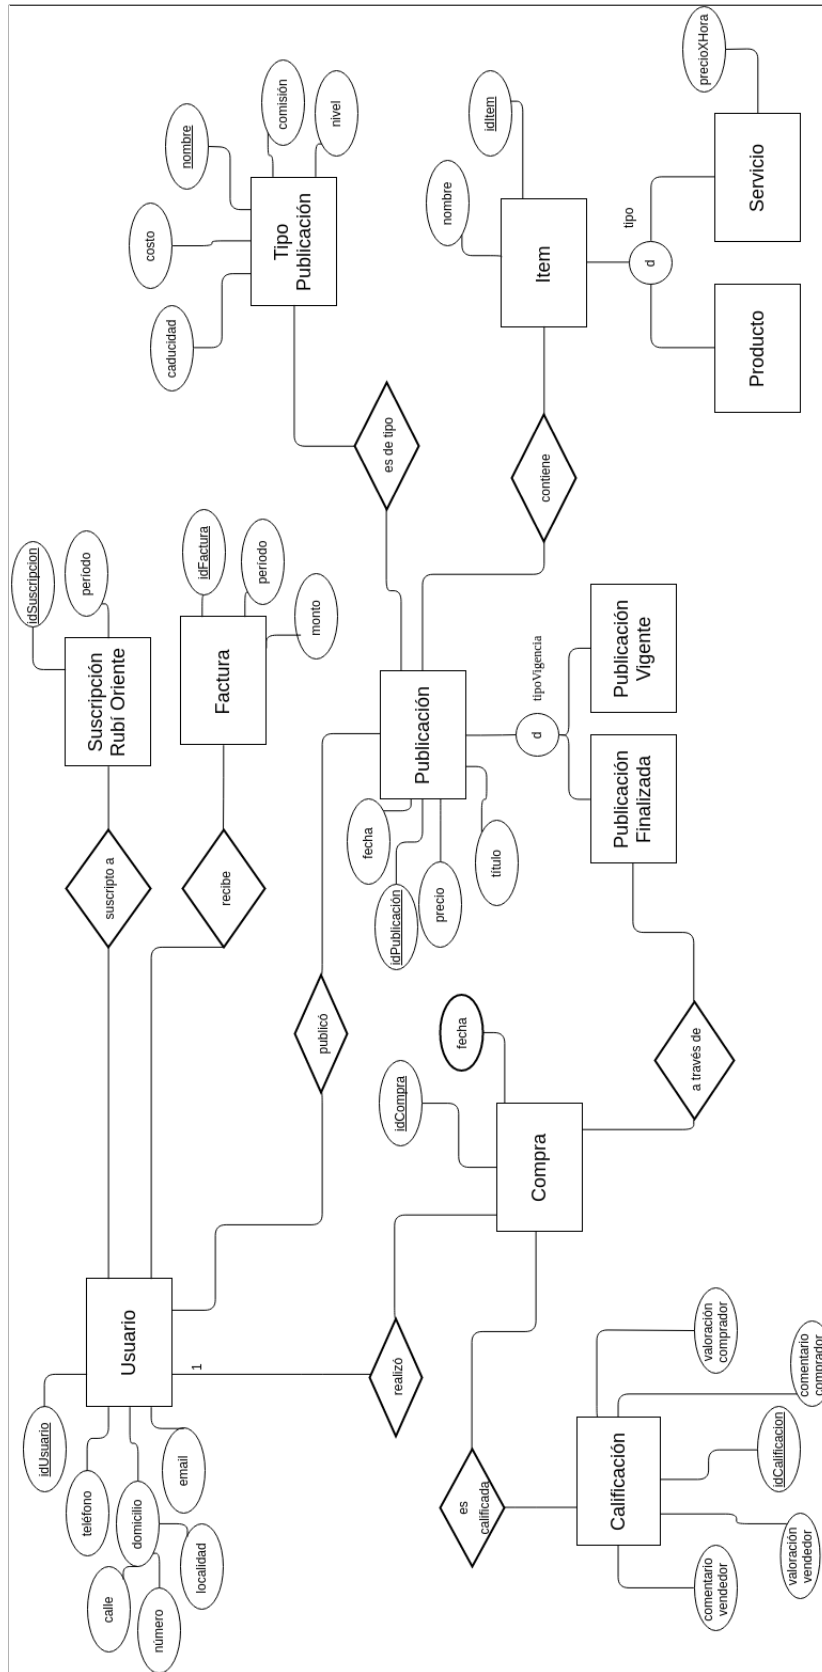 idUsuario
teléfono
domicilio
calle
número
localidad
email
Usuario
1
suscripto a
Suscripción
Rubí Oriente
idSuscripcion
período
recibe
Factura
idFactura
período
monto
publicó
Publicación
fecha
idPublicación
precio
título
es de tipo
Tipo
Publicación
caducidad
costo
nombre
comisión
nivel
contiene
Item
nombre
idItem
d
tipo
Producto
Servicio
precioXHora
d
tipoVigencia
Publicación
Finalizada
Publicación
Vigente
a través de
realizó
Compra
idCompra
fecha
es
calificada
Calificación
comentario
vendedor
valoración
vendedor
idCalificacion
comentario
comprador
valoración
comprador